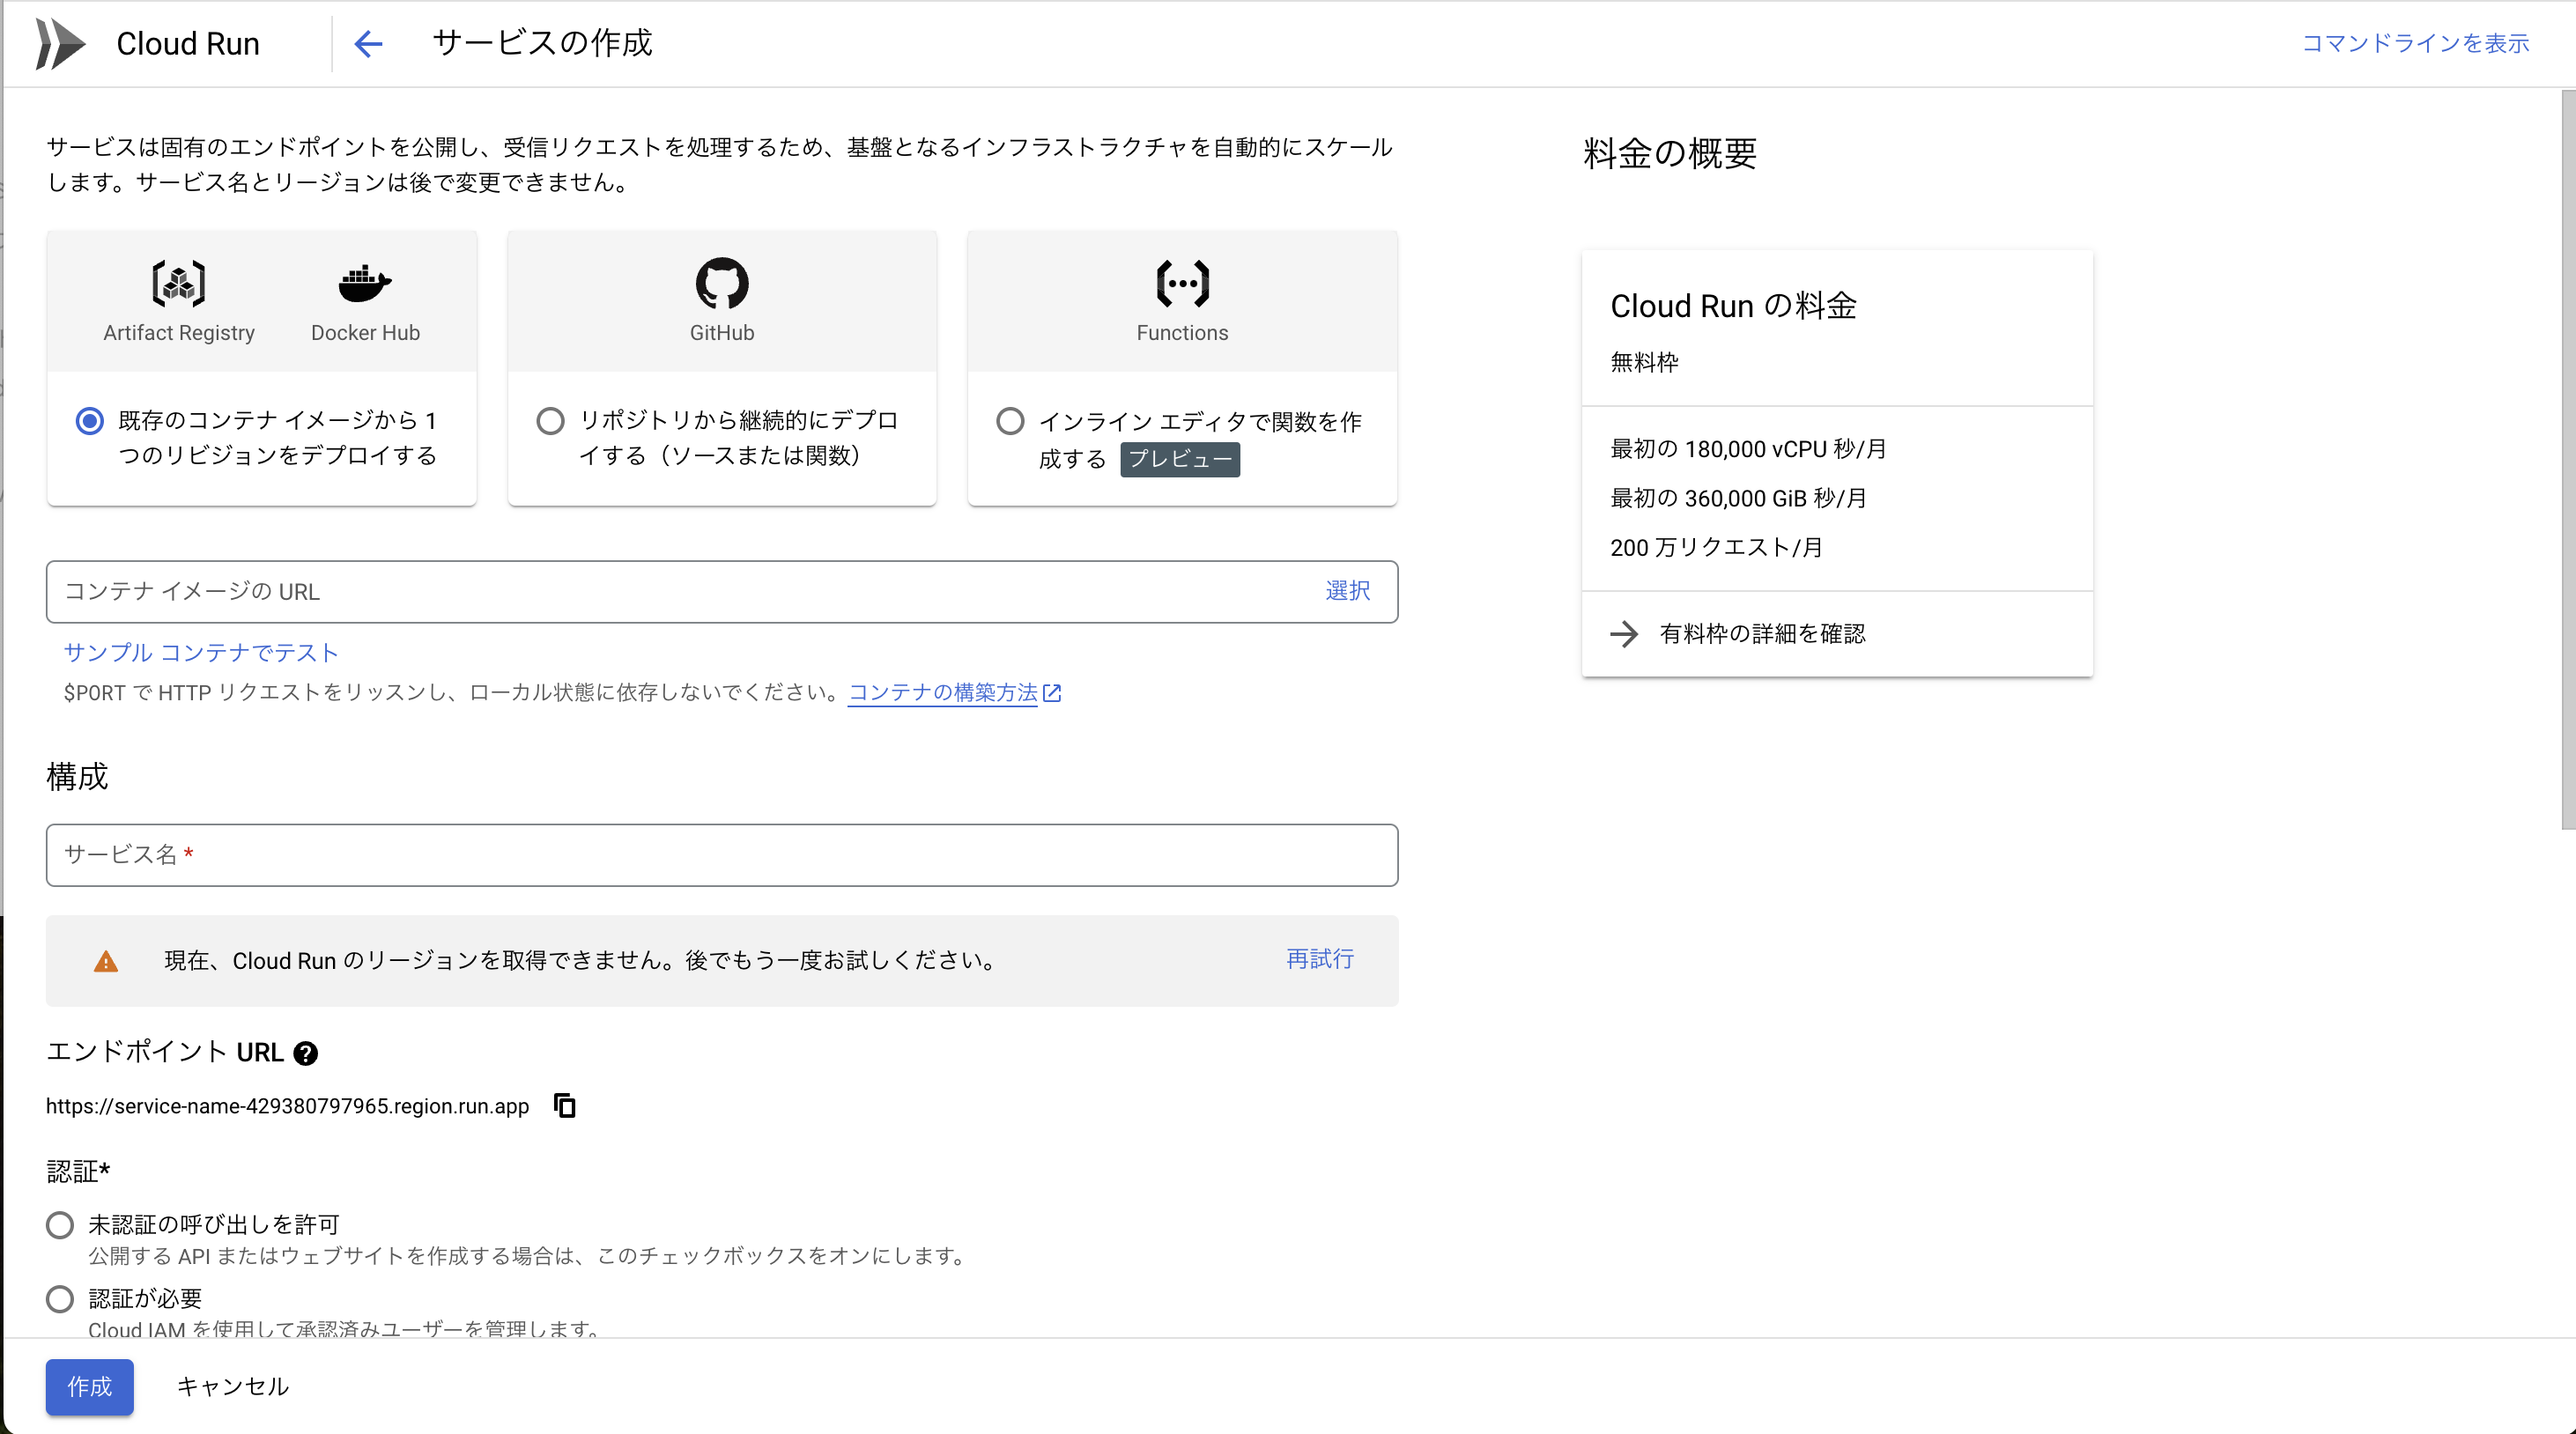 Cloud Run
サービスの作成
コマンドラインを表示
サービスは固有のエンドポイントを公開し、受信リクエストを処理するため、基盤となるインフラストラクチャを自動的にスケール
します。サービス名とリージョンは後で変更できません。
Artifact Registry
Docker Hub
既存のコンテナ イメージから 1
つのリビジョンをデプロイする
GitHub
リポジトリから継続的にデプロ
イする（ソースまたは関数）
Functions
インライン エディタで関数を作
成する プレビュー
コンテナ イメージの URL
選択
サンプル コンテナでテスト
$PORT で HTTP リクエストをリッスンし、ローカル状態に依存しないでください。コンテナの構築方法
構成
サービス名 *
現在、Cloud Run のリージョンを取得できません。後でもう一度お試しください。
再試行
エンドポイント URL
https://service-name-429380797965.region.run.app
認証*
未認証の呼び出しを許可
公開する API またはウェブサイトを作成する場合は、このチェックボックスをオンにします。
認証が必要
Cloud IAM を使用して承認済みユーザーを管理します。
作成
キャンセル
料金の概要
Cloud Run の料金
無料枠
最初の 180,000 vCPU 秒/月
最初の 360,000 GiB 秒/月
200 万リクエスト/月
有料枠の詳細を確認